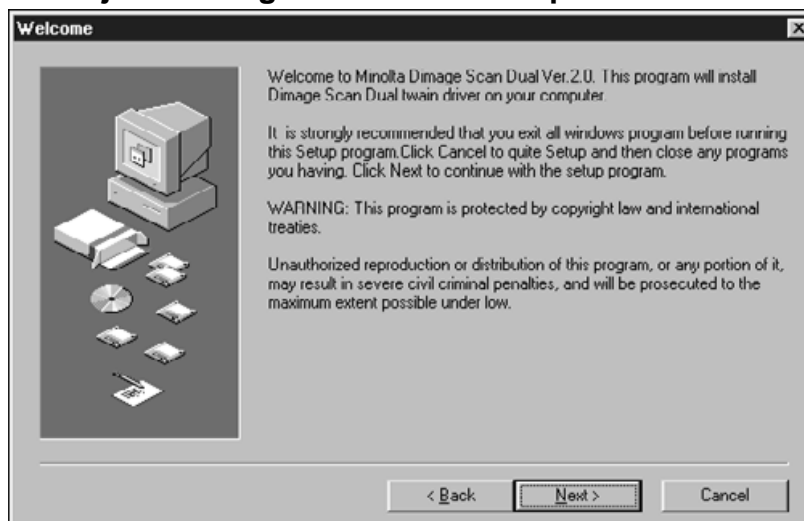 Welcome
Welcome to Minolta Dimage Scan Dual Ver.2.0. This program will install
Dimage Scan Dual twain driver on your computer.
It is strongly recommended that you exit all windows program before running
this Setup program.Click Cancel to quite Setup and then close any programs
you having. Click Next to continue with the setup program.
WARNING: This program is protected by copyright law and international
treaties.
Unauthorized reproduction or distribution of this program, or any portion of it,
may result in severe civil criminal penalties, and will be prosecuted to the
maximum extent possible under low.
< Back Next > Cancel